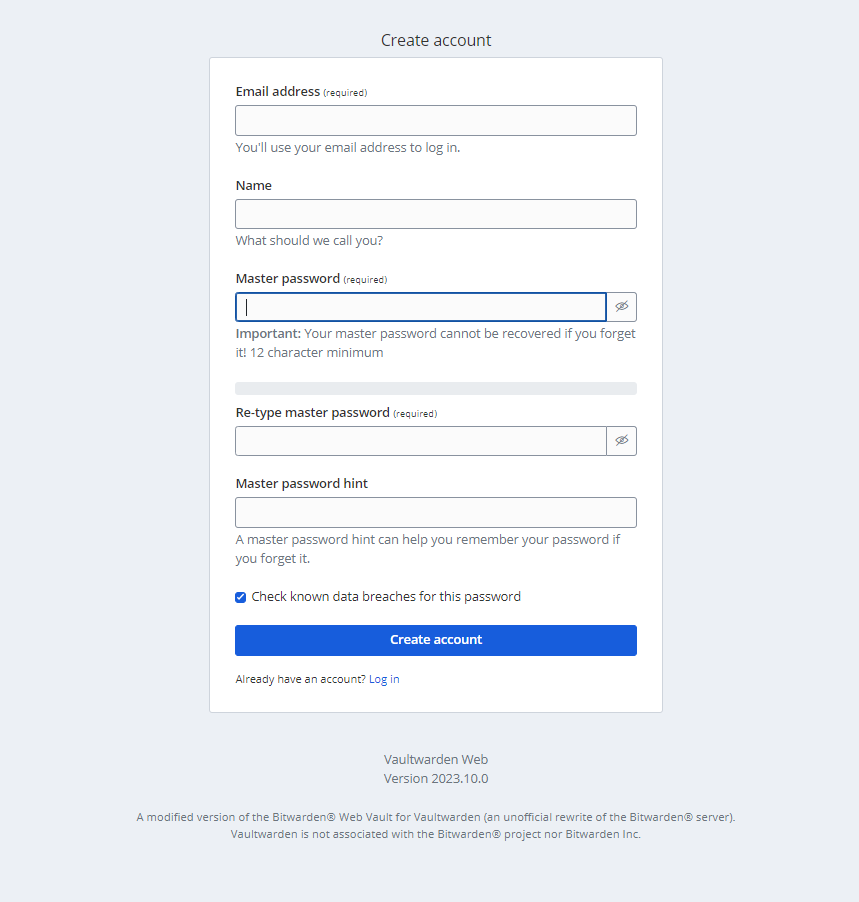 Create account
Email address (required)
You'll use your email address to log in.
Name
What should we call you?
Master password (required)
Important: Your master password cannot be recovered if you forget
it! 12 character minimum
Re-type master password (required)
Master password hint
A master password hint can help you remember your password if
you forget it.
Check known data breaches for this password
Create account
Already have an account? Log in
Vaultwarden Web
Version 2023.10.0
A modified version of the Bitwarden® Web Vault for Vaultwarden (an unofficial rewrite of the Bitwarden® server).
Vaultwarden is not associated with the Bitwarden® project nor Bitwarden Inc.